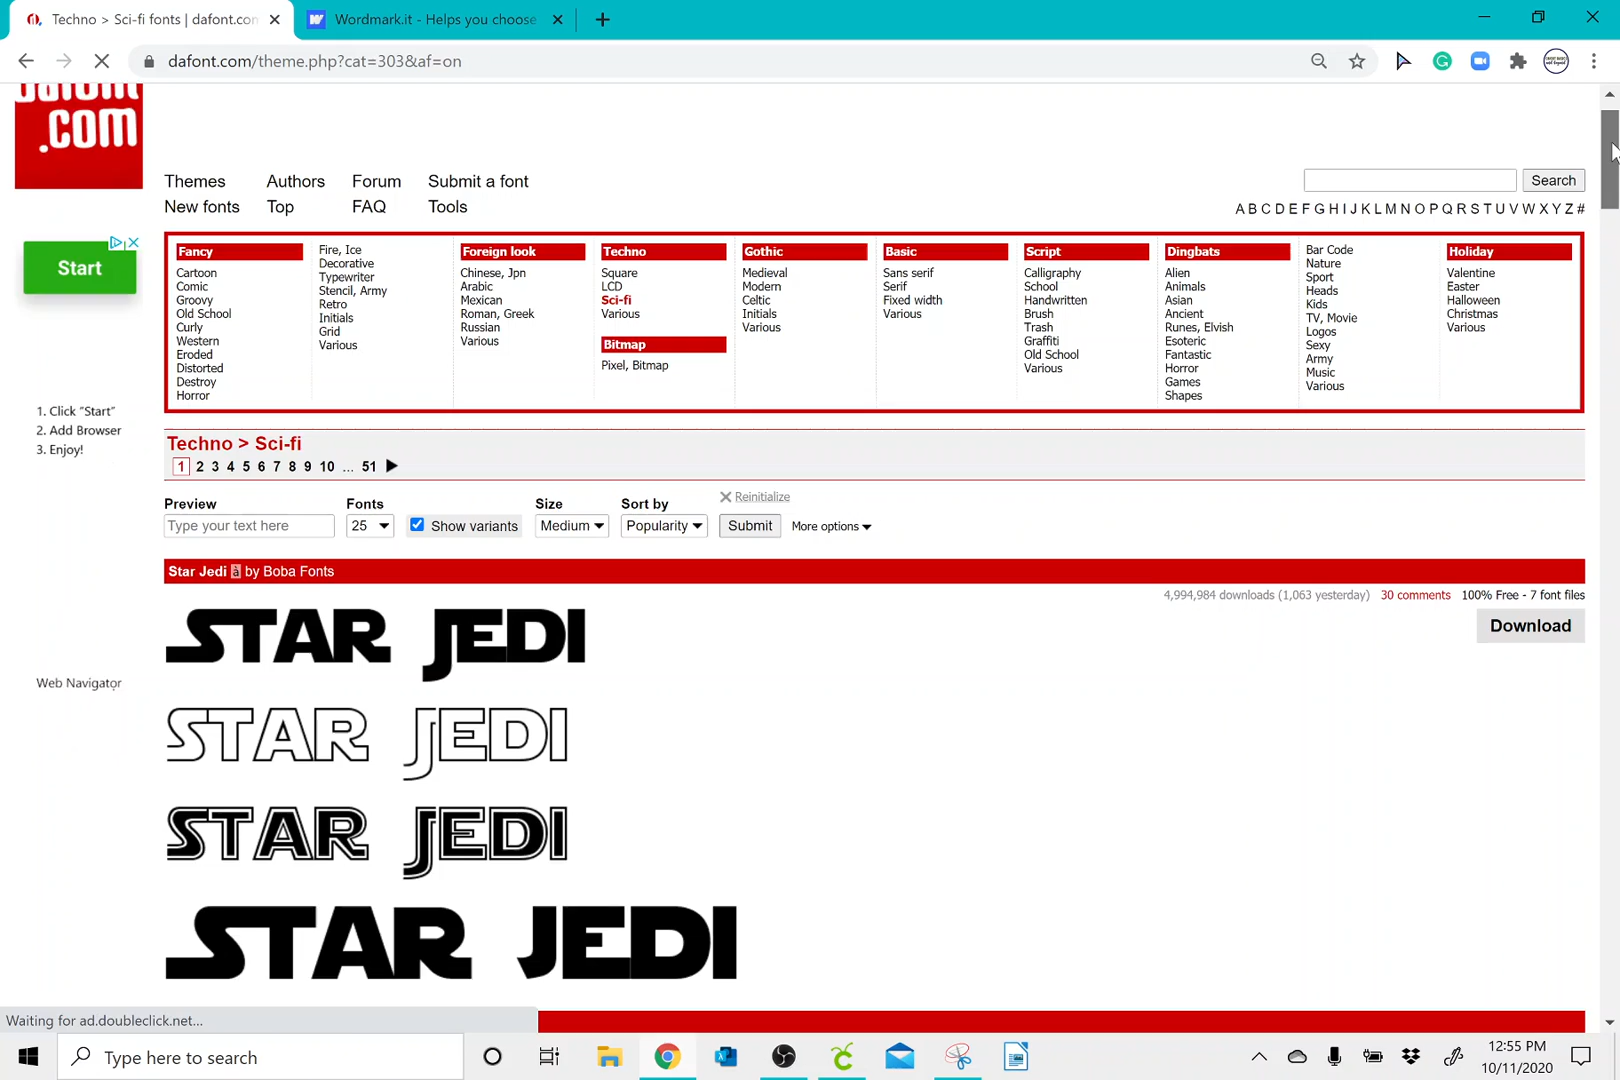 Techno > Sci-fi fonts | dafont.com
Wordmark.it - Helps you choose
dafont.com/theme.php?cat=303&af=on
dafont
.com
Themes Authors Forum Submit a font
New fonts Top FAQ Tools
Search
A B C D E F G H I J K L M N O P Q R S T U V W X Y Z #
Start
1. Click "Start"
2. Add Browser
3. Enjoy!
Web Navigator
Fancy
Cartoon
Comic
Groovy
Old School
Curly
Western
Eroded
Distorted
Destroy
Horror
Fire, Ice
Decorative
Typewriter
Stencil, Army
Retro
Initials
Grid
Various
Foreign look
Chinese, Jpn
Arabic
Mexican
Roman, Greek
Russian
Various
Techno
Square
LCD
Sci-fi
Various
Bitmap
Pixel, Bitmap
Gothic
Medieval
Modern
Celtic
Initials
Various
Basic
Sans serif
Serif
Fixed width
Various
Script
Calligraphy
School
Handwritten
Brush
Trash
Graffiti
Old School
Various
Dingbats
Alien
Animals
Asian
Ancient
Runes, Elvish
Esoteric
Fantastic
Horror
Games
Shapes
Bar Code
Nature
Sport
Heads
Kids
TV, Movie
Logos
Sexy
Army
Music
Various
Holiday
Valentine
Easter
Halloween
Christmas
Various
Techno > Sci-fi
1 2 3 4 5 6 7 8 9 10 ... 51
Preview Fonts Size Sort by Reinitialize
Type your text here 25 Show variants Medium Popularity Submit More options
Star Jedi à by Boba Fonts
4,994,984 downloads (1,063 yesterday) 30 comments 100% Free - 7 font files
Download
STAR JEDI
STAR JEDI
STAR JEDI
STAR JEDI
Waiting for ad.doubleclick.net...
Type here to search
12:55 PM
10/11/2020